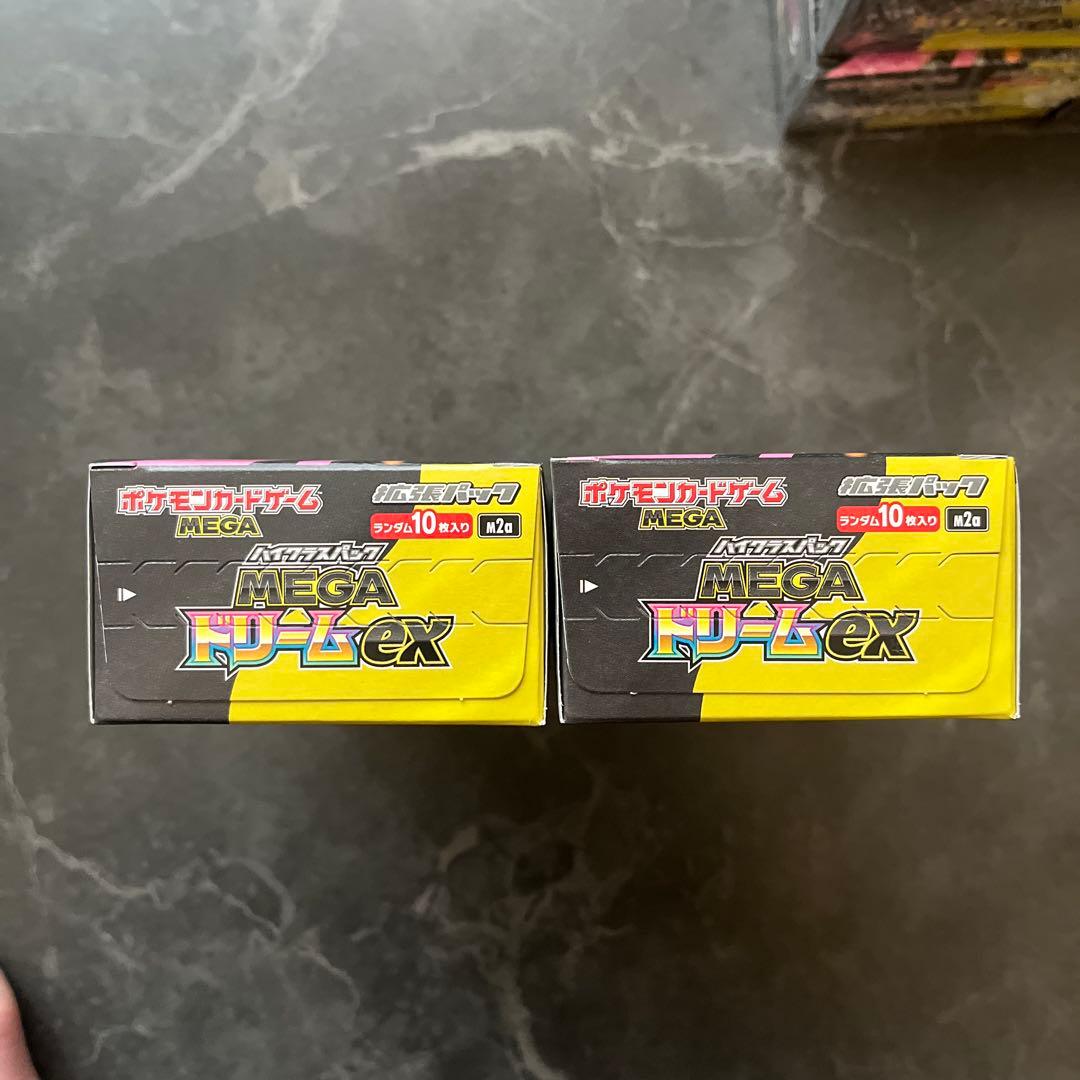 ポケモンカードゲーム
MEGA
拡張パック
ランダム10枚入り
M2a
ハイクラスパック
MEGA
ドリームex
ポケモンカードゲーム
MEGA
拡張パック
ランダム10枚入り
M2a
ハイクラスパック
MEGA
ドリームex